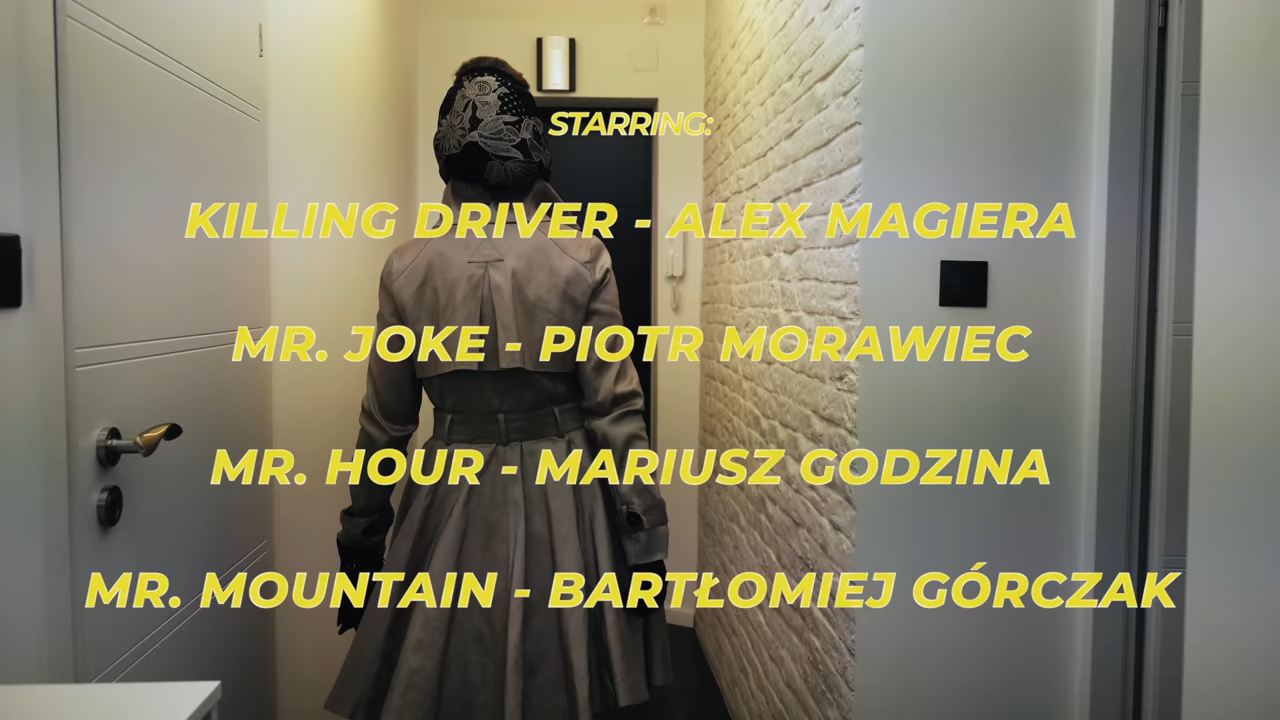 STARRING:
KILLING DRIVER - ALEX MAGIERA
MR. JOKE - PIOTR MORAWIEC
MR. HOUR - MARIUSZ GODZINA
MR. MOUNTAIN - BARTŁOMIEJ GÓRCZAK